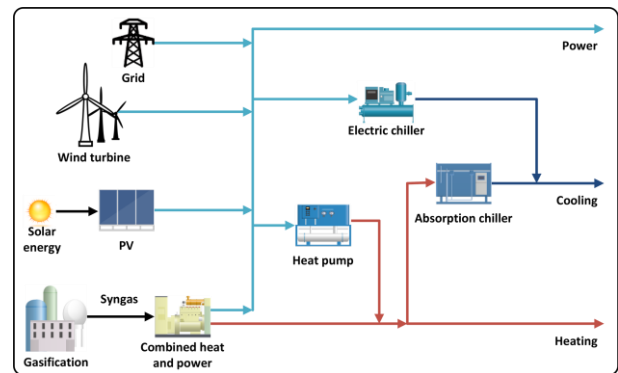 Power
Grid
Electric chiller
Wind turbine
Cooling
Absorption chiller
Solar
energy
PV
Heat pump
Syngas
Heating
Gasification
Combined heat
and power